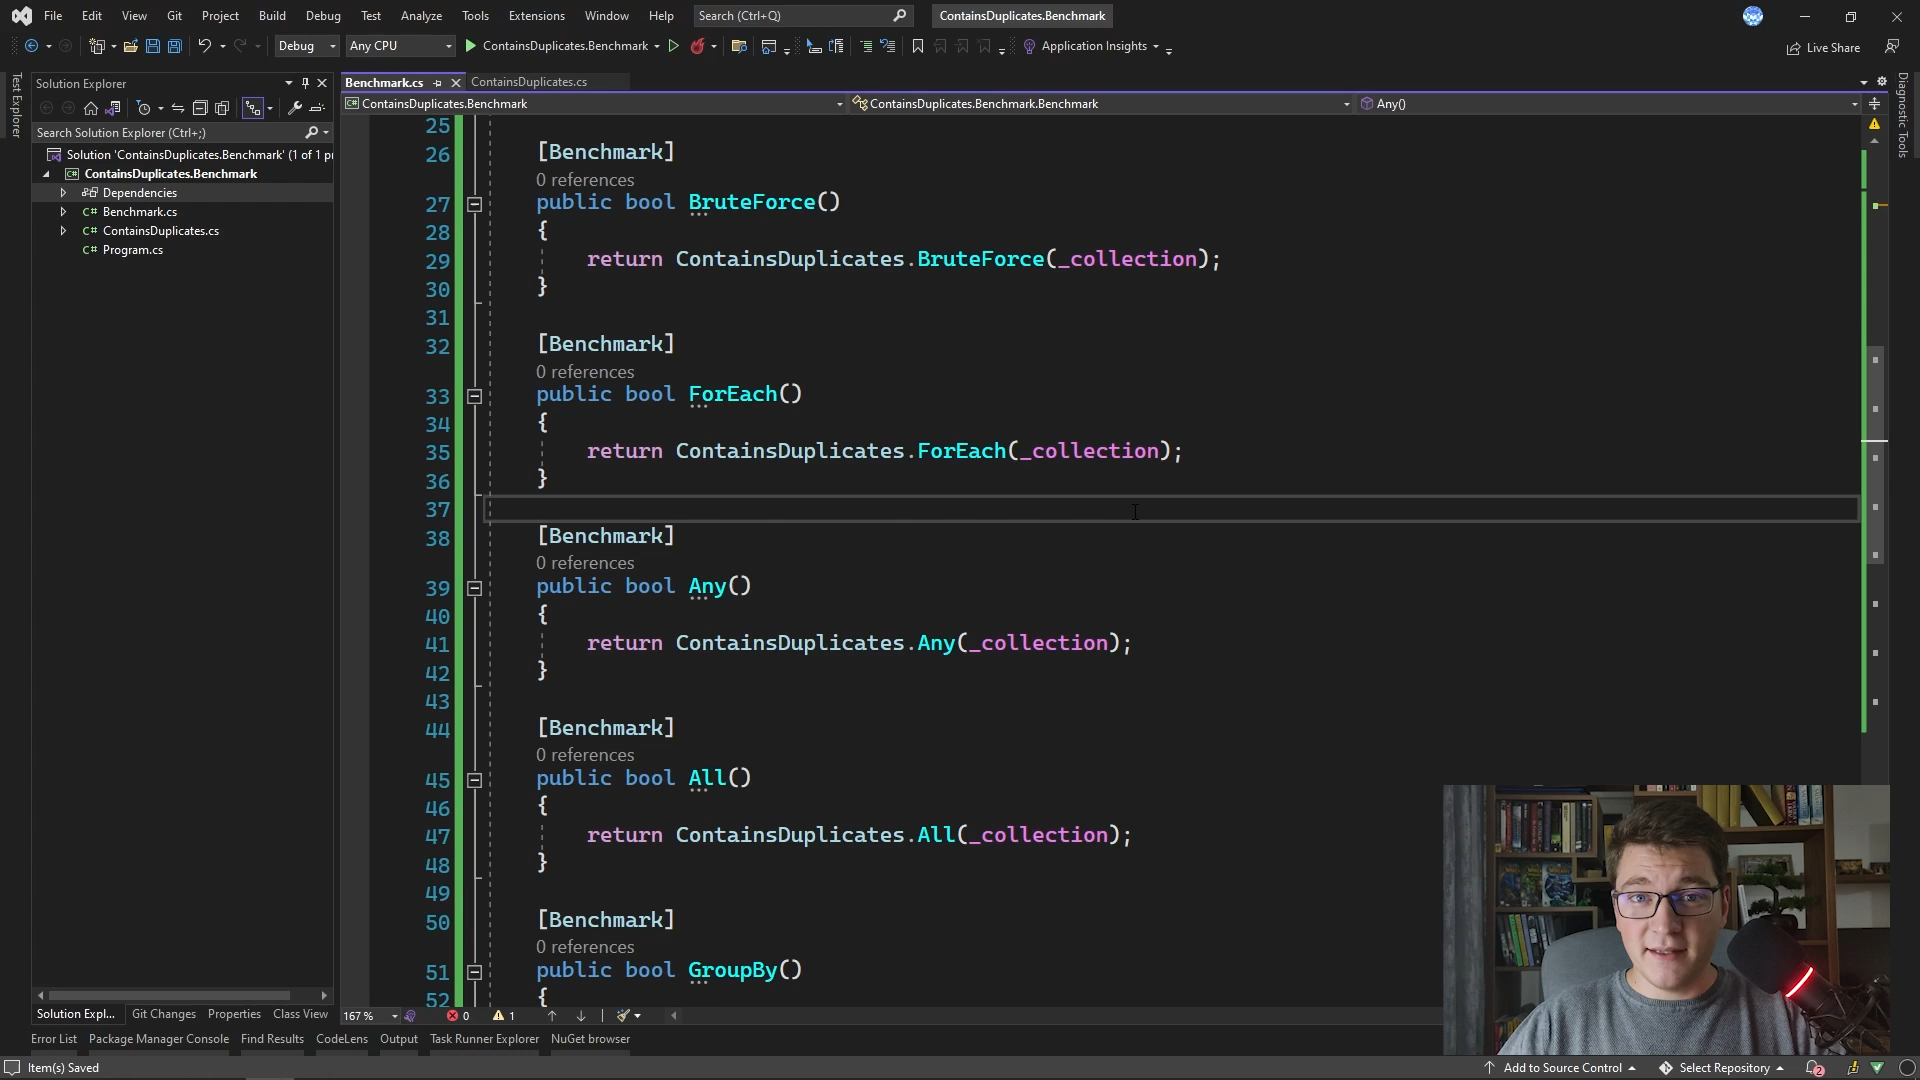 File Edit View Git Project Build Debug Test Analyze Tools Extensions Window Help Search (Ctrl+Q) ContainsDuplicates.Benchmark
Debug Any CPU ContainsDuplicates.Benchmark Application Insights Live Share
Test Explorer
Solution Explorer
Search Solution Explorer (Ctrl+;)
Solution 'ContainsDuplicates.Benchmark' (1 of 1 pr
C# ContainsDuplicates.Benchmark
Dependencies
C# Benchmark.cs
C# ContainsDuplicates.cs
C# Program.cs
Benchmark.cs ContainsDuplicates.cs
C# ContainsDuplicates.Benchmark ContainsDuplicates.Benchmark.Benchmark Any()
Diagnostic Tools
25
26 [Benchmark]
0 references
27 public bool BruteForce()
28 {
29 return ContainsDuplicates.BruteForce(_collection);
30 }
31
32 [Benchmark]
0 references
33 public bool ForEach()
34 {
35 return ContainsDuplicates.ForEach(_collection);
36 }
37
38 [Benchmark]
0 references
39 public bool Any()
40 {
41 return ContainsDuplicates.Any(_collection);
42 }
43
44 [Benchmark]
0 references
45 public bool All()
46 {
47 return ContainsDuplicates.All(_collection);
48 }
49
50 [Benchmark]
0 references
51 public bool GroupBy()
52 {
Solution Expl... Git Changes Properties Class View 167 % 0 1
Error List Package Manager Console Find Results CodeLens Output Task Runner Explorer NuGet browser
Item(s) Saved Add to Source Control Select Repository 2